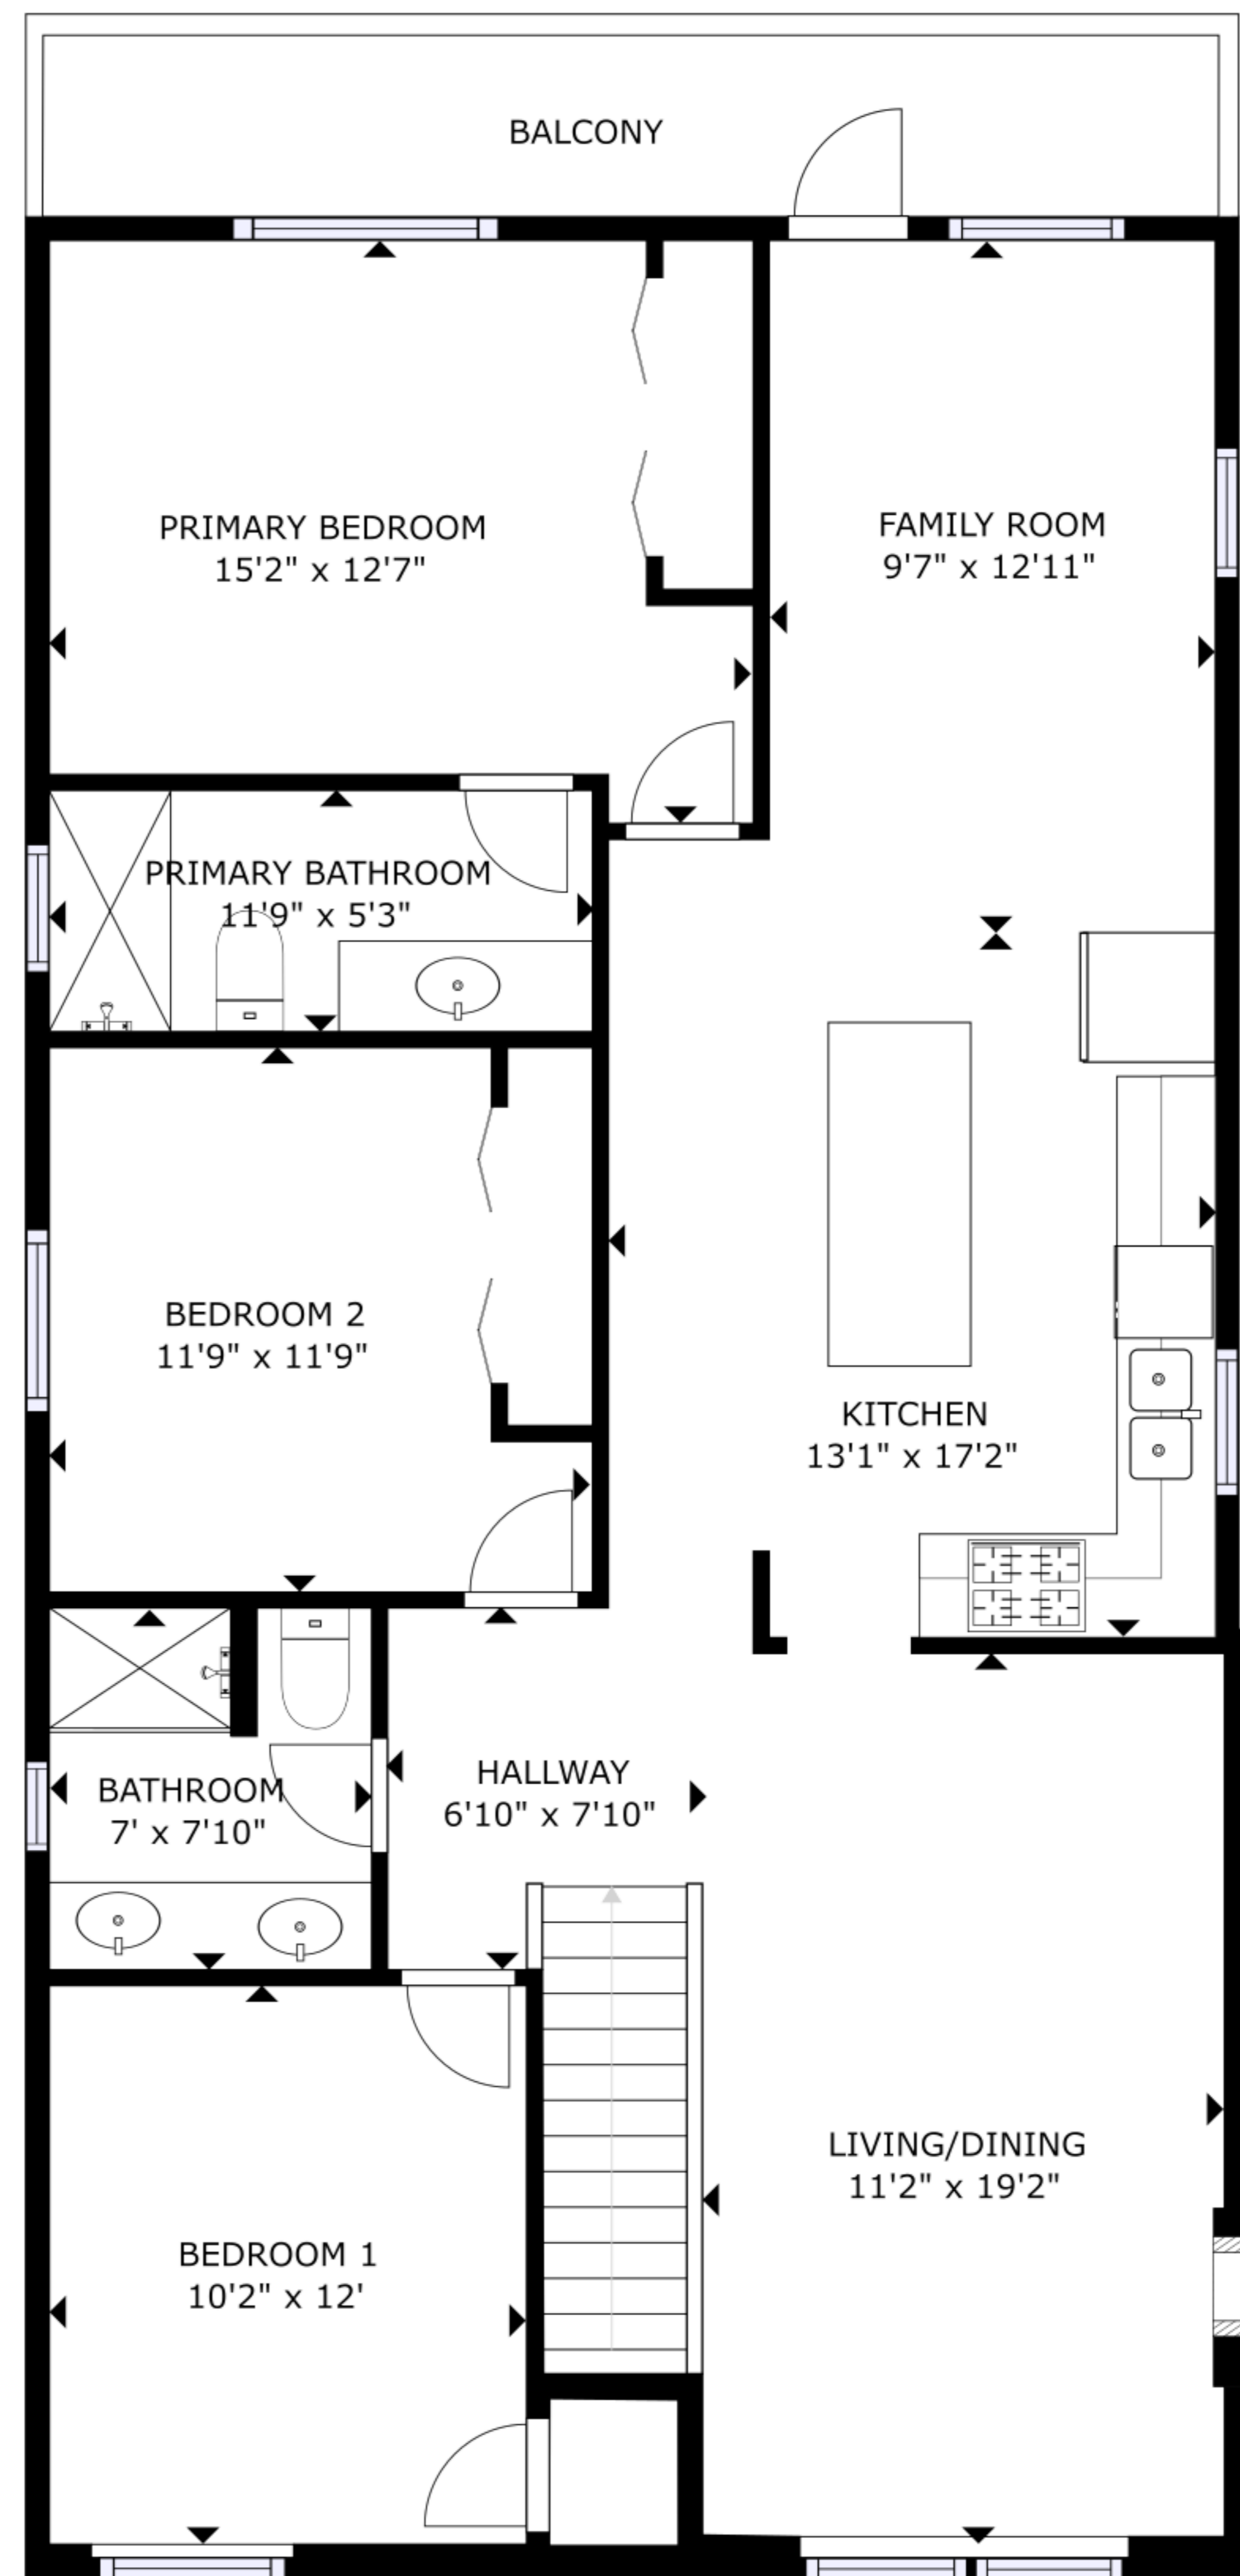 BALCONY
PRIMARY BEDROOM
15'2" x 12'7"
FAMILY ROOM
9'7" x 12'11"
PRIMARY BATHROOM
11'9" x 5'3"
BEDROOM 2
11'9" x 11'9"
KITCHEN
13'1" x 17'2"
HALLWAY
6'10" x 7'10"
BATHROOM
7' x 7'10"
LIVING/DINING
11'2" x 19'2"
BEDROOM 1
10'2" x 12'